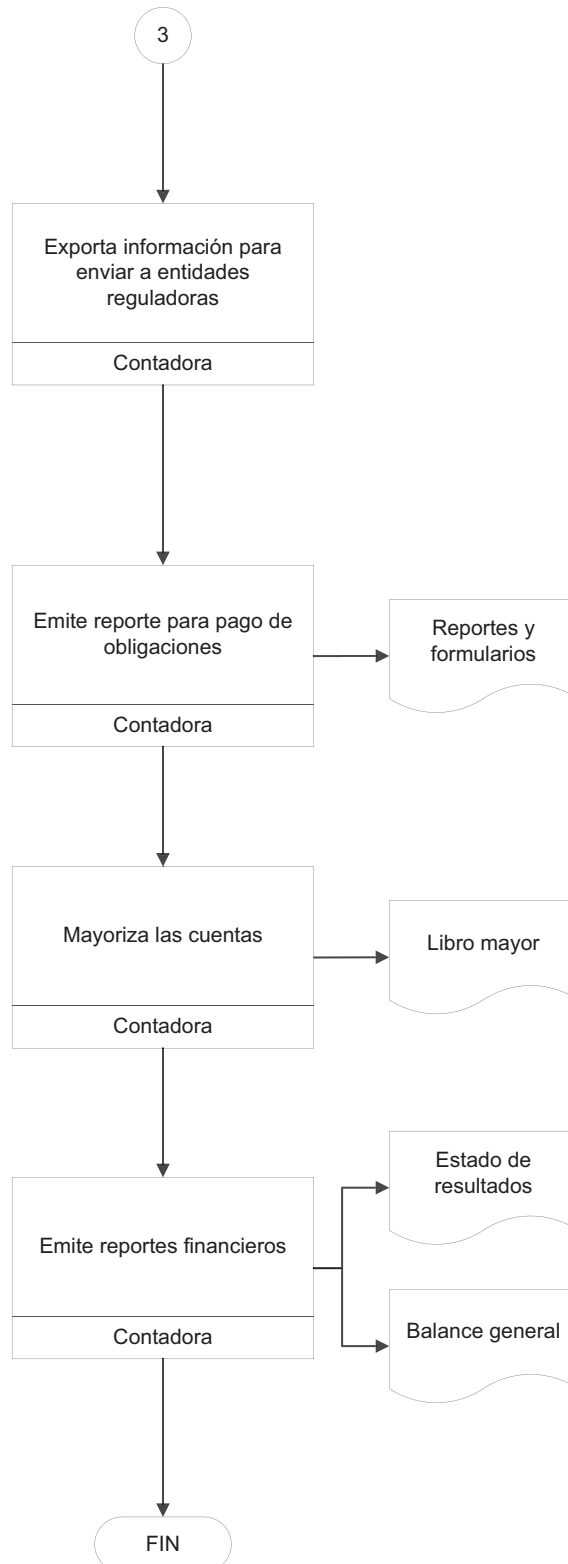 3
Exporta información para
enviar a entidades
reguladoras
Contadora
Emite reporte para pago de
obligaciones
Contadora
Reportes y
formularios
Mayoriza las cuentas
Contadora
Libro mayor
Emite reportes financieros
Contadora
Estado de
resultados
Balance general
FIN